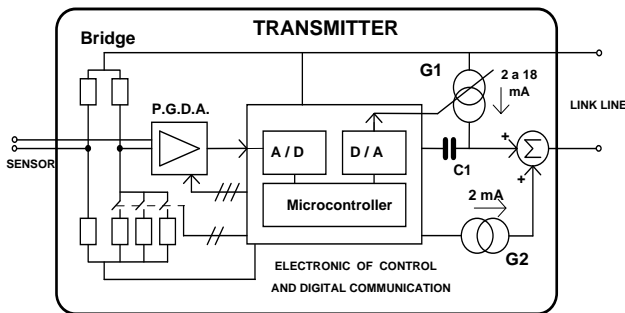 TRANSMITTER
Bridge
G1
2 a 18
mA
P.G.D.A.
LINK LINE
A / D
D / A
+
Σ
SENSOR
C1
+
Microcontroller
2 mA
G2
ELECTRONIC OF CONTROL
AND DIGITAL COMMUNICATION